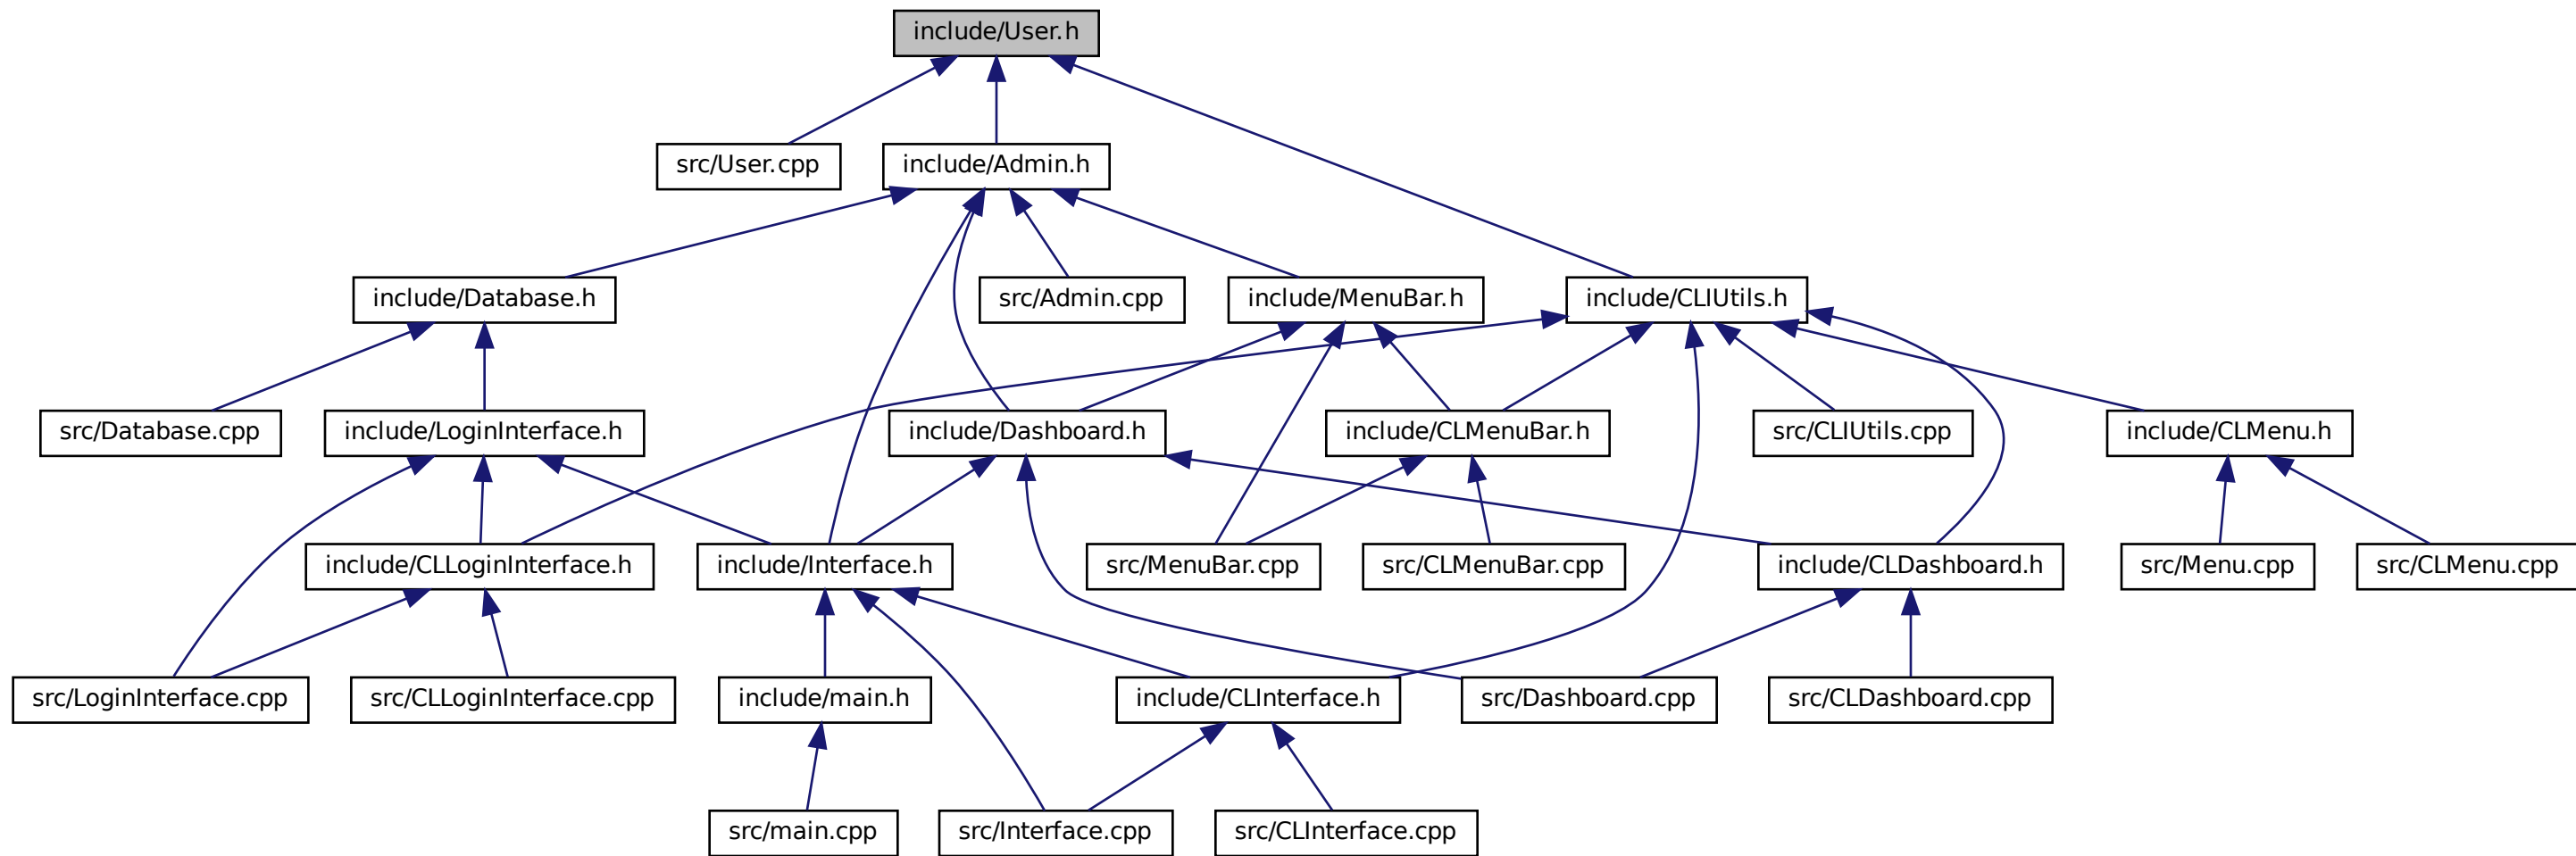 include/User.h
src/User.cpp
include/Admin.h
include/Database.h
src/Admin.cpp
include/MenuBar.h
include/CLIUtils.h
src/Database.cpp
include/LoginInterface.h
include/Dashboard.h
include/CLMenuBar.h
src/CLIUtils.cpp
include/CLMenu.h
include/CLLoginInterface.h
include/Interface.h
src/MenuBar.cpp
src/CLMenuBar.cpp
include/CLDashboard.h
src/Menu.cpp
src/CLMenu.cpp
src/LoginInterface.cpp
src/CLLoginInterface.cpp
include/main.h
include/CLInterface.h
src/Dashboard.cpp
src/CLDashboard.cpp
src/main.cpp
src/Interface.cpp
src/CLInterface.cpp